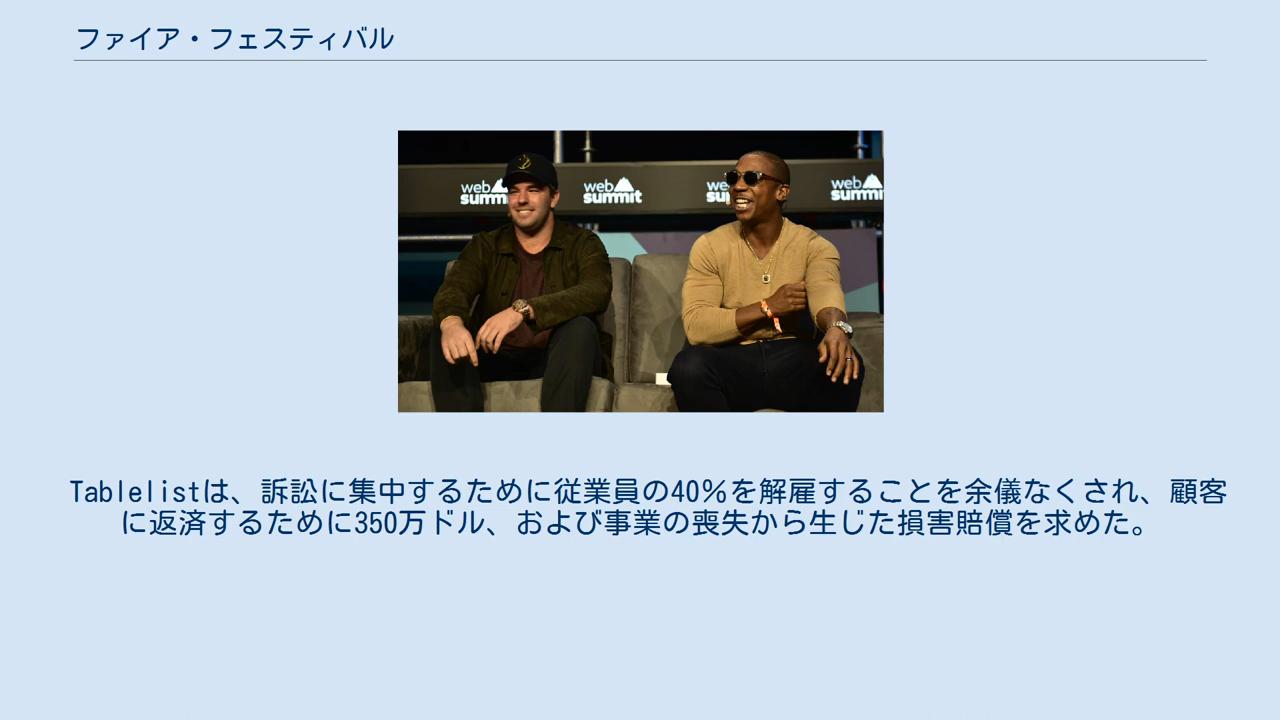 ファイア・フェスティバル
web
summit
web
summit
web
su
web
summit
Tablelistは、訴訟に集中するために従業員の40％を解雇することを余儀なくされ、顧客
に返済するために350万ドル、および事業の喪失から生じた損害賠償を求めた。